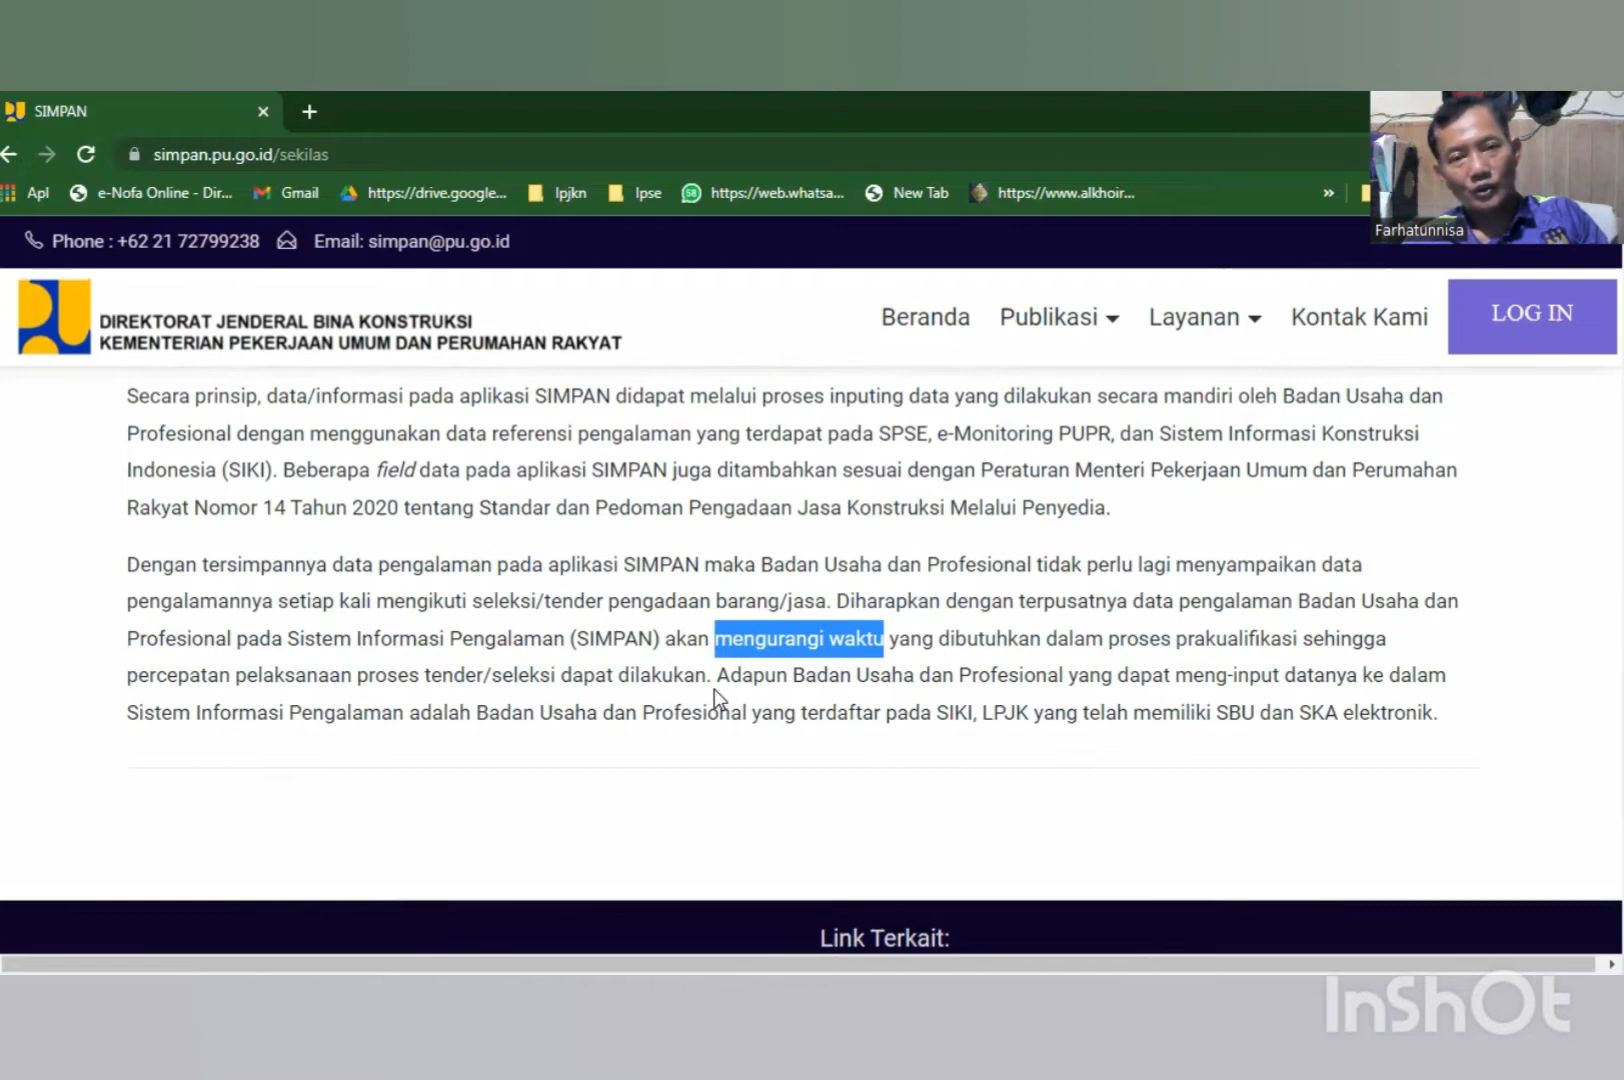 SIMPAN
simpan.pu.go.id/sekilas
Apl e-Nofa Online - Dir... Gmail https://drive.google... lpjkn lpse 58 https://web.whatsa... New Tab https://www.alkhoir... »
Farhatunnisa
Phone : +62 21 72799238 Email: simpan@pu.go.id
PU
DIREKTORAT JENDERAL BINA KONSTRUKSI
KEMENTERIAN PEKERJAAN UMUM DAN PERUMAHAN RAKYAT
Beranda Publikasi Layanan Kontak Kami LOG IN
Secara prinsip, data/informasi pada aplikasi SIMPAN didapat melalui proses inputing data yang dilakukan secara mandiri oleh Badan Usaha dan
Profesional dengan menggunakan data referensi pengalaman yang terdapat pada SPSE, e-Monitoring PUPR, dan Sistem Informasi Konstruksi
Indonesia (SIKI). Beberapa field data pada aplikasi SIMPAN juga ditambahkan sesuai dengan Peraturan Menteri Pekerjaan Umum dan Perumahan
Rakyat Nomor 14 Tahun 2020 tentang Standar dan Pedoman Pengadaan Jasa Konstruksi Melalui Penyedia.
Dengan tersimpannya data pengalaman pada aplikasi SIMPAN maka Badan Usaha dan Profesional tidak perlu lagi menyampaikan data
pengalamannya setiap kali mengikuti seleksi/tender pengadaan barang/jasa. Diharapkan dengan terpusatnya data pengalaman Badan Usaha dan
Profesional pada Sistem Informasi Pengalaman (SIMPAN) akan mengurangi waktu yang dibutuhkan dalam proses prakualifikasi sehingga
percepatan pelaksanaan proses tender/seleksi dapat dilakukan. Adapun Badan Usaha dan Profesional yang dapat meng-input datanya ke dalam
Sistem Informasi Pengalaman adalah Badan Usaha dan Profesional yang terdaftar pada SIKI, LPJK yang telah memiliki SBU dan SKA elektronik.
Link Terkait:
InShOt